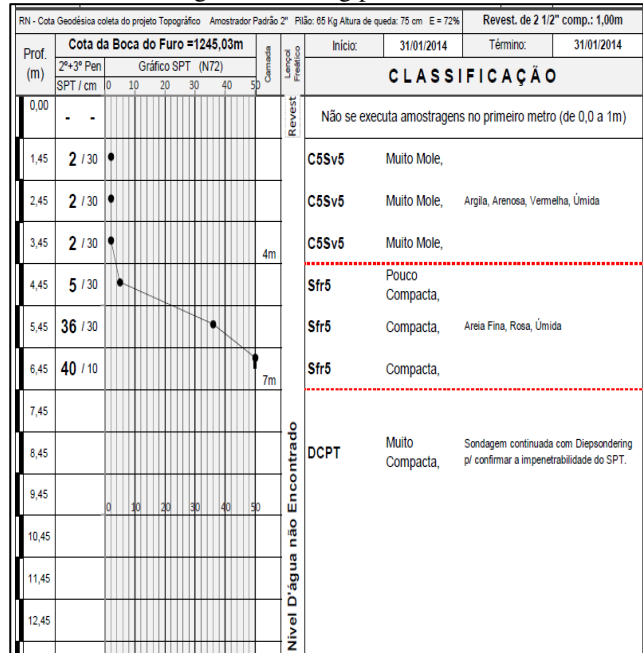 RN - Cota Geodésica coleta do projeto Topográfico Amostrador Padrão 2" Pilão: 65 Kg Altura de queda: 75 cm E = 72% Revest. de 2 1/2" comp.: 1,00m
Prof. (m) Cota da Boca do Furo =1245,03m Camada Lençol Freático Início: 31/01/2014 Término: 31/01/2014
2º+3º Pen Gráfico SPT (N72) CLASSIFICAÇÃO
SPT / cm 0 10 20 30 40 50
0,00 - - Revest Não se executa amostragens no primeiro metro (de 0,0 a 1m)
1,45 2 / 30 C5Sv5 Muito Mole,
2,45 2 / 30 C5Sv5 Muito Mole, Argila, Arenosa, Vermelha, Úmida
3,45 2 / 30 4m C5Sv5 Muito Mole,
4,45 5 / 30 Sfr5 Pouco Compacta,
5,45 36 / 30 Sfr5 Compacta, Areia Fina, Rosa, Úmida
6,45 40 / 10 7m Sfr5 Compacta,
7,45
8,45 DCPT Muito Compacta, Sondagem continuada com Diepsondering
p/ confirmar a impenetrabilidade do SPT.
9,45 0 10 20 30 40 50
10,45
11,45
12,45
Nível D'água não Encontrado